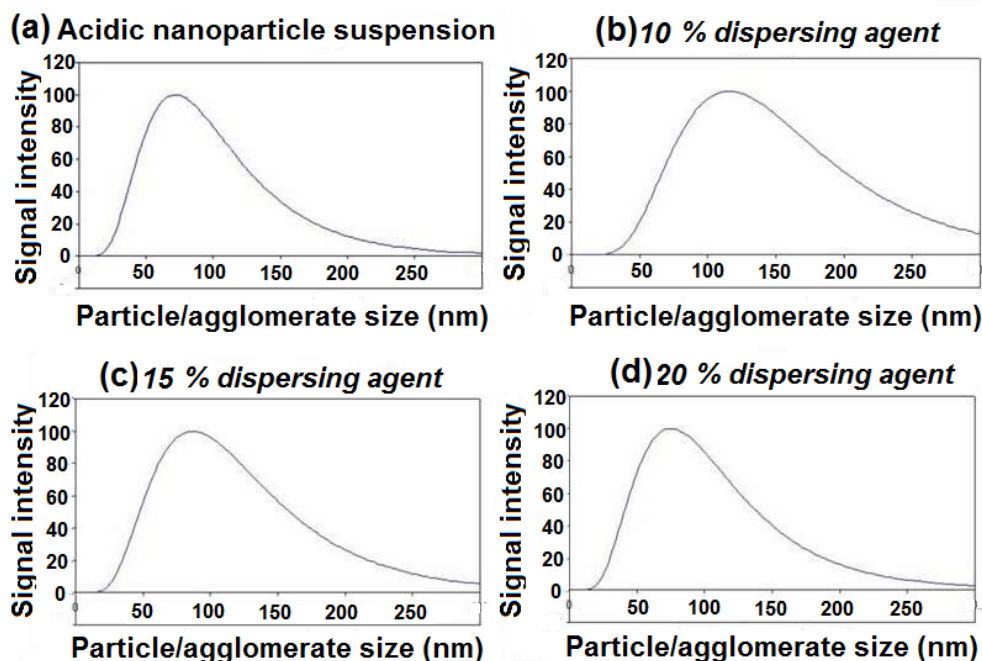 (a) Acidic nanoparticle suspension
120
100
80
60
40
20
0
Signal intensity
0 50 100 150 200 250
Particle/agglomerate size (nm)
(b) 10 % dispersing agent
120
100
80
60
40
20
0
Signal intensity
0 50 100 150 200 250
Particle/agglomerate size (nm)
(c) 15 % dispersing agent
120
100
80
60
40
20
0
Signal intensity
0 50 100 150 200 250
Particle/agglomerate size (nm)
(d) 20 % dispersing agent
120
100
80
60
40
20
0
Signal intensity
0 50 100 150 200 250
Particle/agglomerate size (nm)